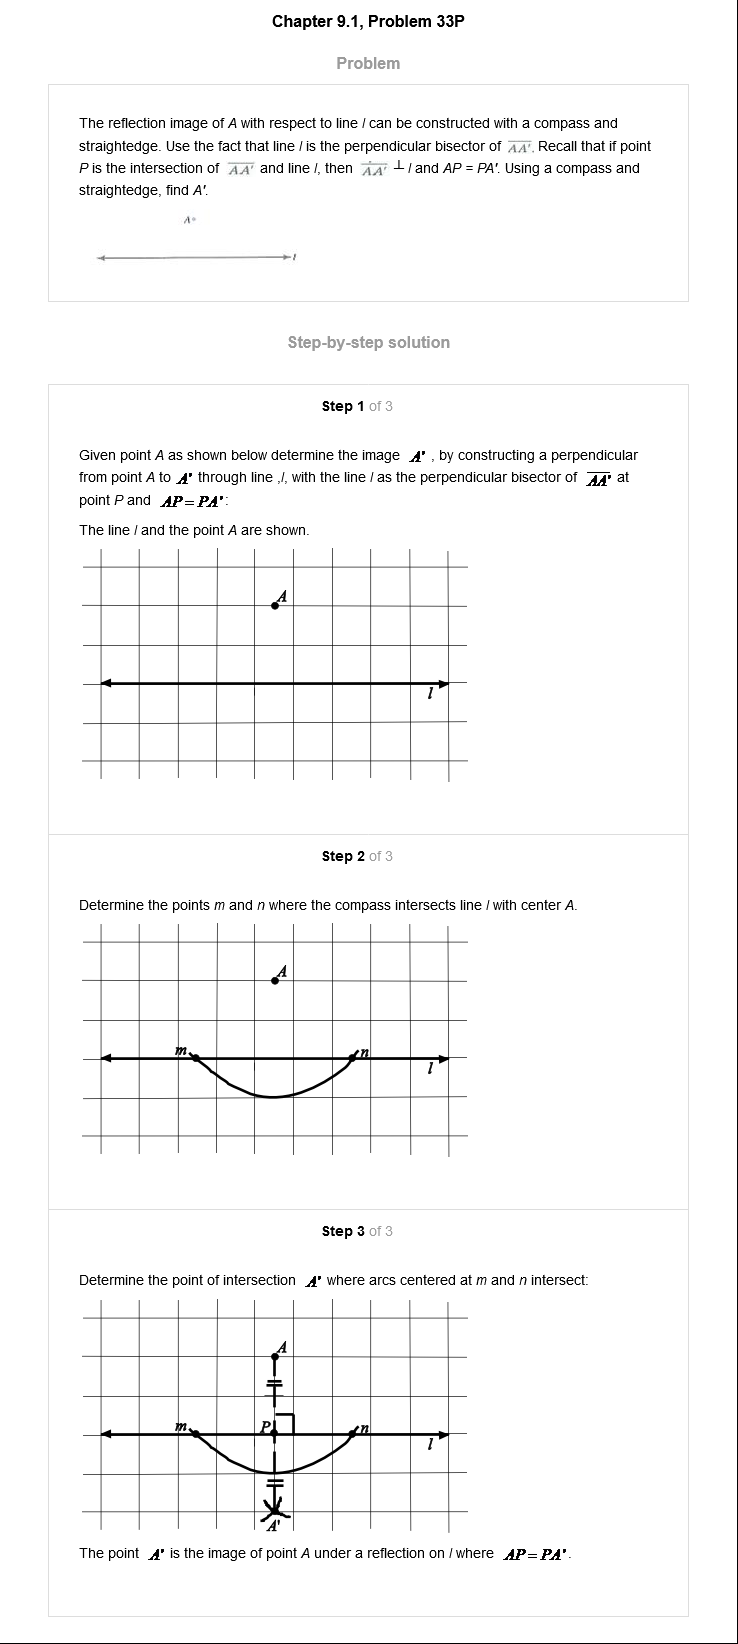 Chapter 9.1, Problem 33P
Problem
The reflection image of A with respect to line l can be constructed with a compass and
straightedge. Use the fact that line l is the perpendicular bisector of AA'. Recall that if point
P is the intersection of AA' and line l, then AA' ⊥ l and AP = PA'. Using a compass and
straightedge, find A'.
A
l
Step-by-step solution
Step 1 of 3
Given point A as shown below determine the image A' , by constructing a perpendicular
from point A to A' through line ,l, with the line l as the perpendicular bisector of AA' at
point P and AP = PA':
The line l and the point A are shown.
A
l
Step 2 of 3
Determine the points m and n where the compass intersects line l with center A.
A
m n
l
Step 3 of 3
Determine the point of intersection A' where arcs centered at m and n intersect:
A
m P n
l
A'
The point A' is the image of point A under a reflection on l where AP = PA'.